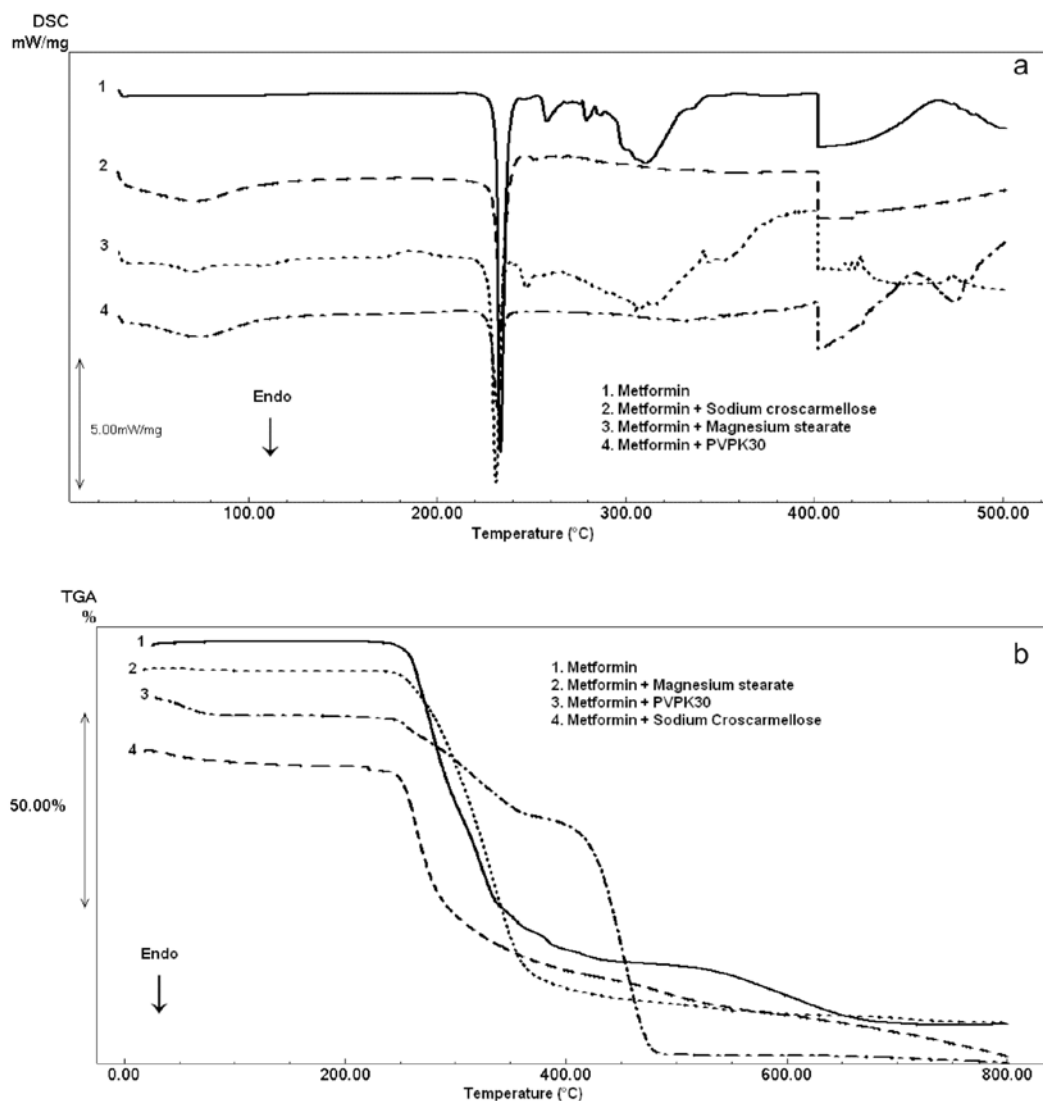 DSC
mW/mg
a
1
2
3
4
Endo
5.00mW/mg
1. Metformin
2. Metformin + Sodium croscarmellose
3. Metformin + Magnesium stearate
4. Metformin + PVPK30
100.00 200.00 300.00 400.00 500.00
Temperature (°C)
TGA
%
b
1
2
3
4
1. Metformin
2. Metformin + Magnesium stearate
3. Metformin + PVPK30
4. Metformin + Sodium Croscarmellose
50.00%
Endo
0.00 200.00 400.00 600.00 800.00
Temperature (°C)